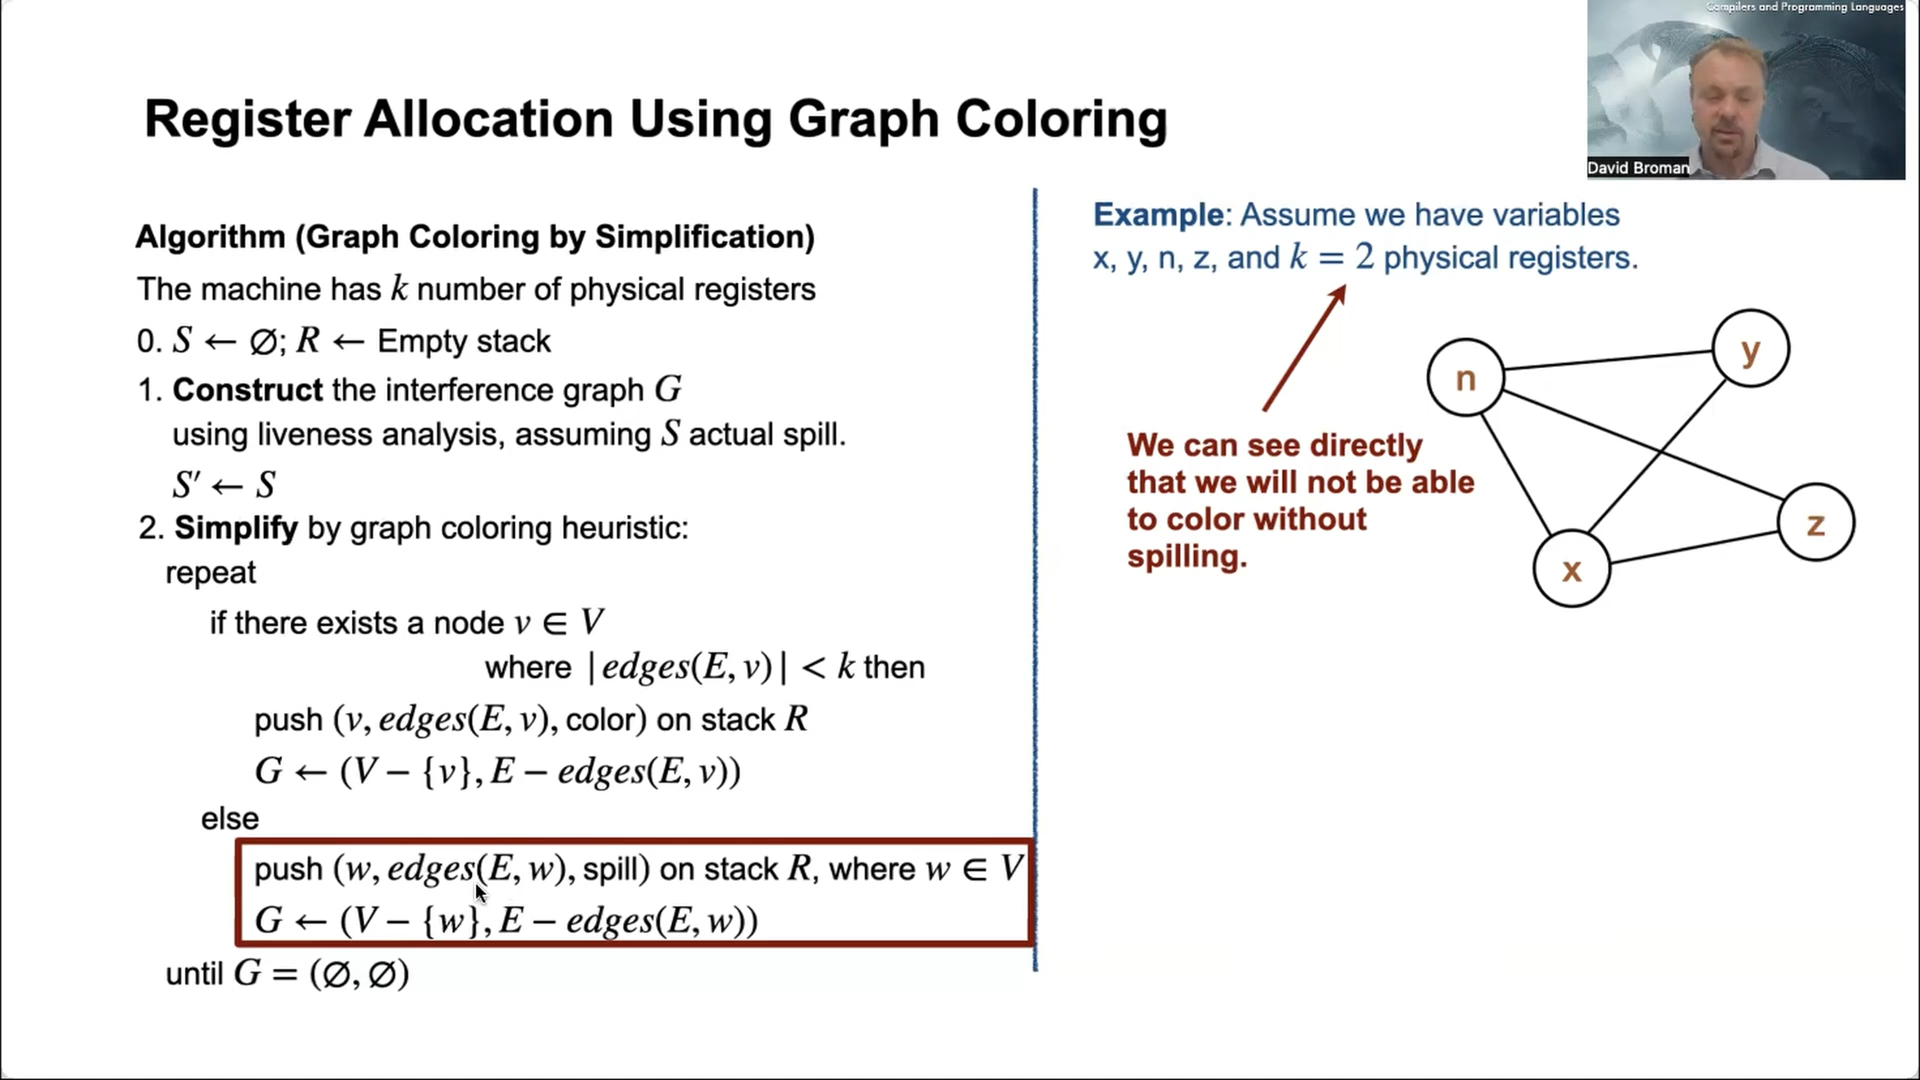 Compilers and Programming Languages
David Broman
Register Allocation Using Graph Coloring
Algorithm (Graph Coloring by Simplification)
The machine has k number of physical registers
0. S ← ∅; R ← Empty stack
1. Construct the interference graph G
using liveness analysis, assuming S actual spill.
S′ ← S
2. Simplify by graph coloring heuristic:
repeat
if there exists a node v ∈ V
where |edges(E, v)| < k then
push (v, edges(E, v), color) on stack R
G ← (V − {v}, E − edges(E, v))
else
push (w, edges(E, w), spill) on stack R, where w ∈ V
G ← (V − {w}, E − edges(E, w))
until G = (∅, ∅)
Example: Assume we have variables
x, y, n, z, and k = 2 physical registers.
We can see directly
that we will not be able
to color without
spilling.
n
y
z
x